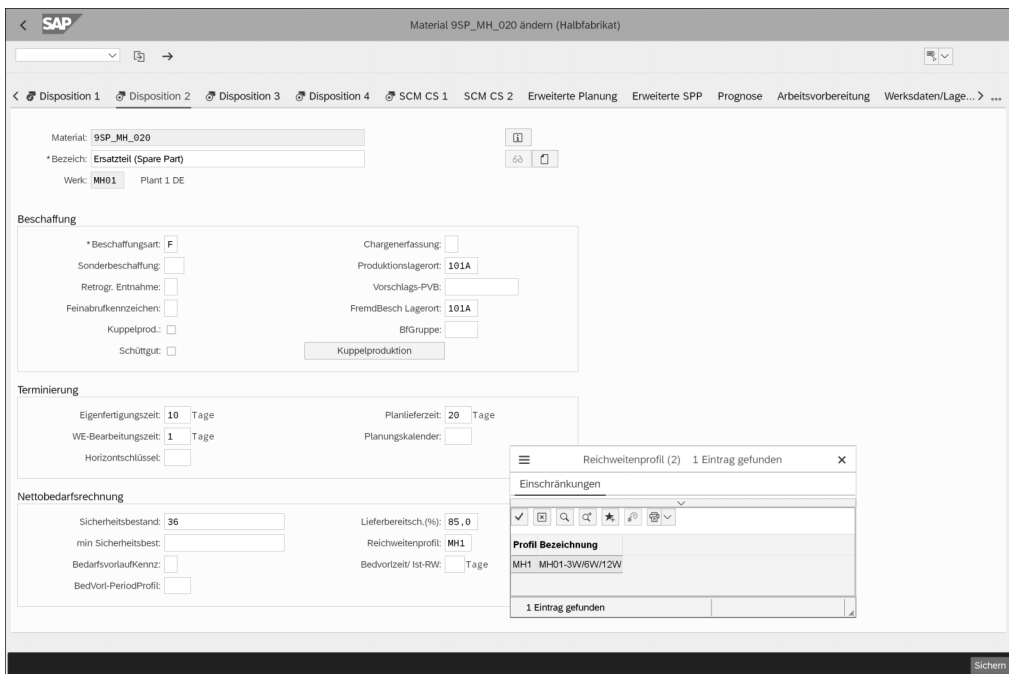 SAP
Material 9SP_MH_020 ändern (Halbfabrikat)
Disposition 1 Disposition 2 Disposition 3 Disposition 4 SCM CS 1 SCM CS 2 Erweiterte Planung Erweiterte SPP Prognose Arbeitsvorbereitung Werksdaten/Lage... ...
Material: 9SP_MH_020
*Bezeich: Ersatzteil (Spare Part)
Werk: MH01 Plant 1 DE
Beschaffung
*Beschaffungsart: F Chargenerfassung:
Sonderbeschaffung: Produktionslagerort: 101A
Retrogr. Entnahme: Vorschlags-PVB:
Feinabrufkennzeichen: FremdBesch Lagerort: 101A
Kuppelprod.: BfGruppe:
Schüttgut: Kuppelproduktion
Terminierung
Eigenfertigungszeit: 10 Tage Planlieferzeit: 20 Tage
WE-Bearbeitungszeit: 1 Tage Planungskalender:
Horizontschlüssel:
Nettobedarfsrechnung
Sicherheitsbestand: 36 Lieferbereitsch.(%): 85,0
min Sicherheitsbest: Reichweitenprofil: MH1
BedarfsvorlaufKennz: Bedvorlzeit/ Ist-RW: Tage
BedVorl-PeriodProfil:
Reichweitenprofil (2) 1 Eintrag gefunden
Einschränkungen
Profil Bezeichnung
MH1 MH01-3W/6W/12W
1 Eintrag gefunden
Sichern